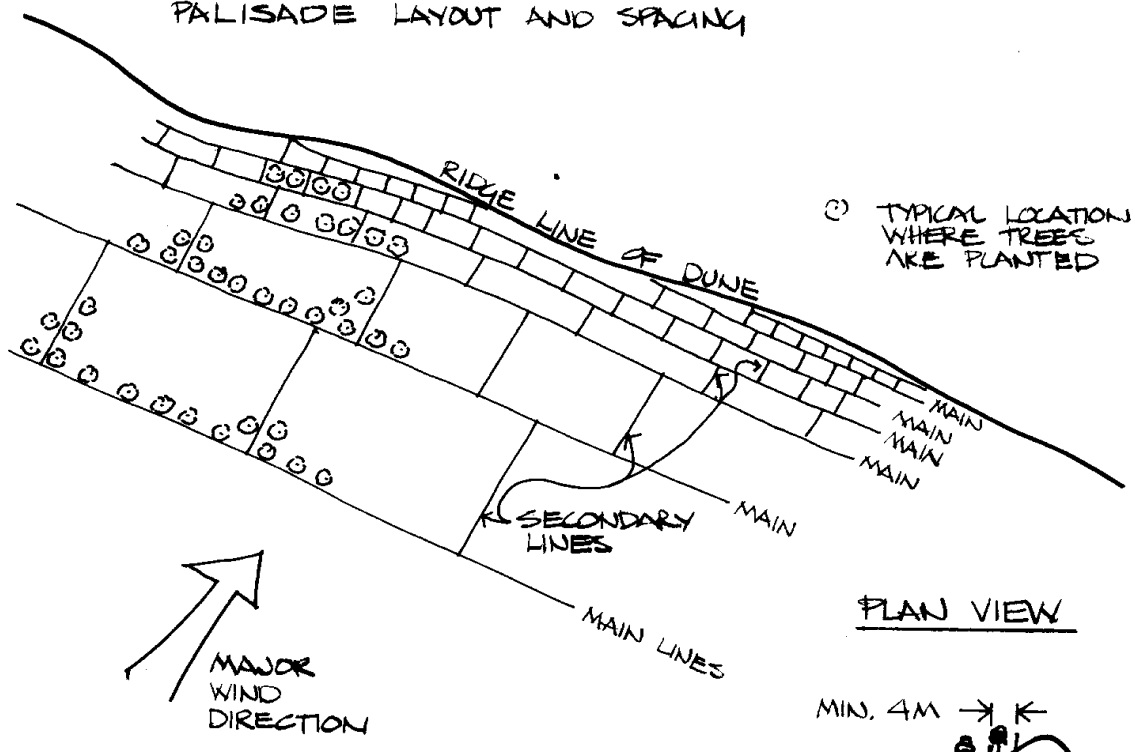 PALISADE LAYOUT AND SPACING
RIDGE LINE OF DUNE
TYPICAL LOCATION
WHERE TREES
ARE PLANTED
MAIN
MAIN
MAIN
MAIN
MAIN
SECONDARY
LINES
MAIN LINES
MAJOR
WIND
DIRECTION
PLAN VIEW
MIN. 4M